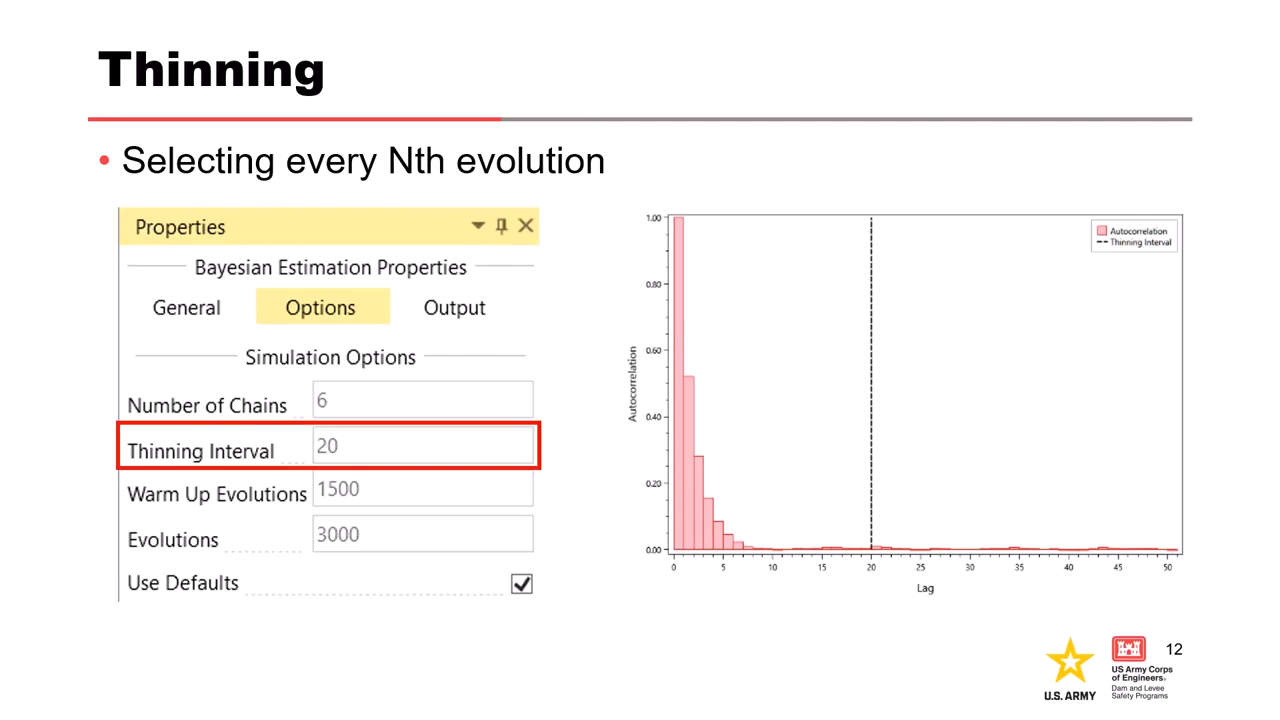 Thinning
• Selecting every Nth evolution
Properties
Bayesian Estimation Properties
General Options Output
Simulation Options
Number of Chains 6
Thinning Interval 20
Warm Up Evolutions 1500
Evolutions 3000
Use Defaults
1.00
0.80
0.60
0.40
0.20
0.00
Autocorrelation
Autocorrelation
Thinning Interval
0 5 10 15 20 25 30 35 40 45 50
Lag
U.S. ARMY
US Army Corps
of Engineers®
Dam and Levee
Safety Programs
12